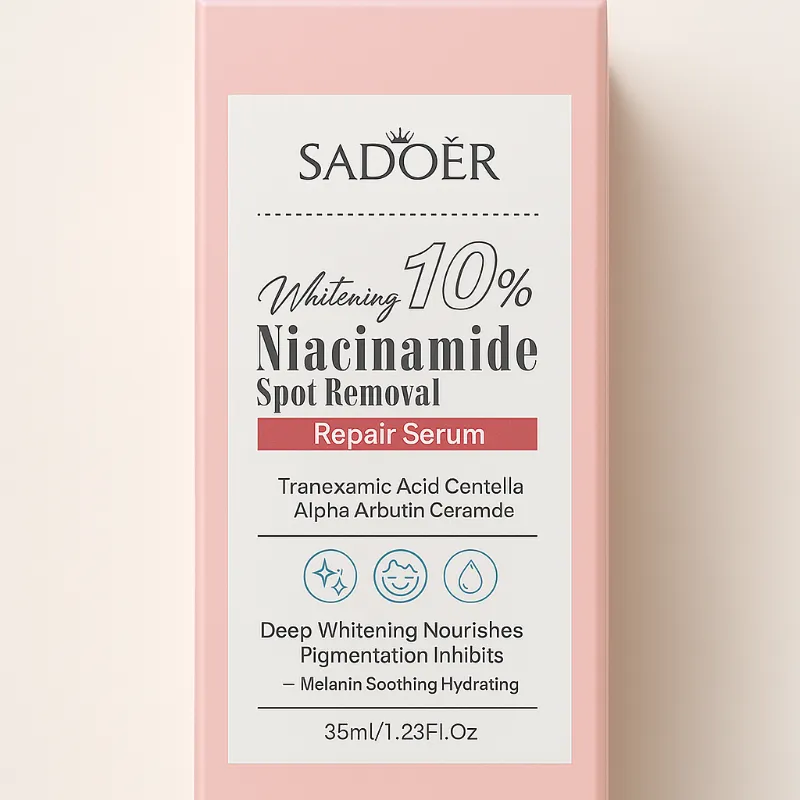 SADOĚR
Whitening 10%
Niacinamide
Spot Removal
Repair Serum
Tranexamic Acid Centella
Alpha Arbutin Ceramde
Deep Whitening Nourishes
Pigmentation Inhibits
– Melanin Soothing Hydrating
35ml/1.23Fl.Oz